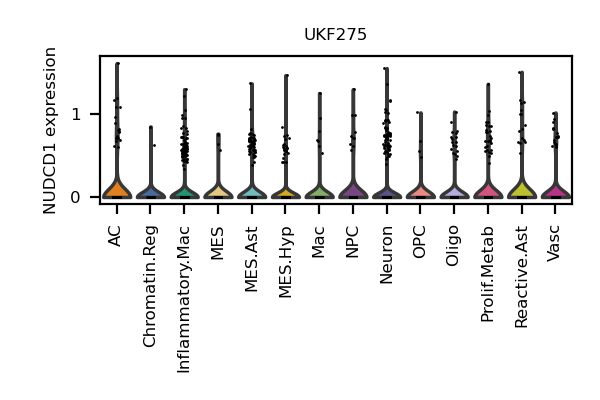 UKF275
NUDCD1 expression
1
0
AC
Chromatin.Reg
Inflammatory.Mac
MES
MES.Ast
MES.Hyp
Mac
NPC
Neuron
OPC
Oligo
Prolif.Metab
Reactive.Ast
Vasc